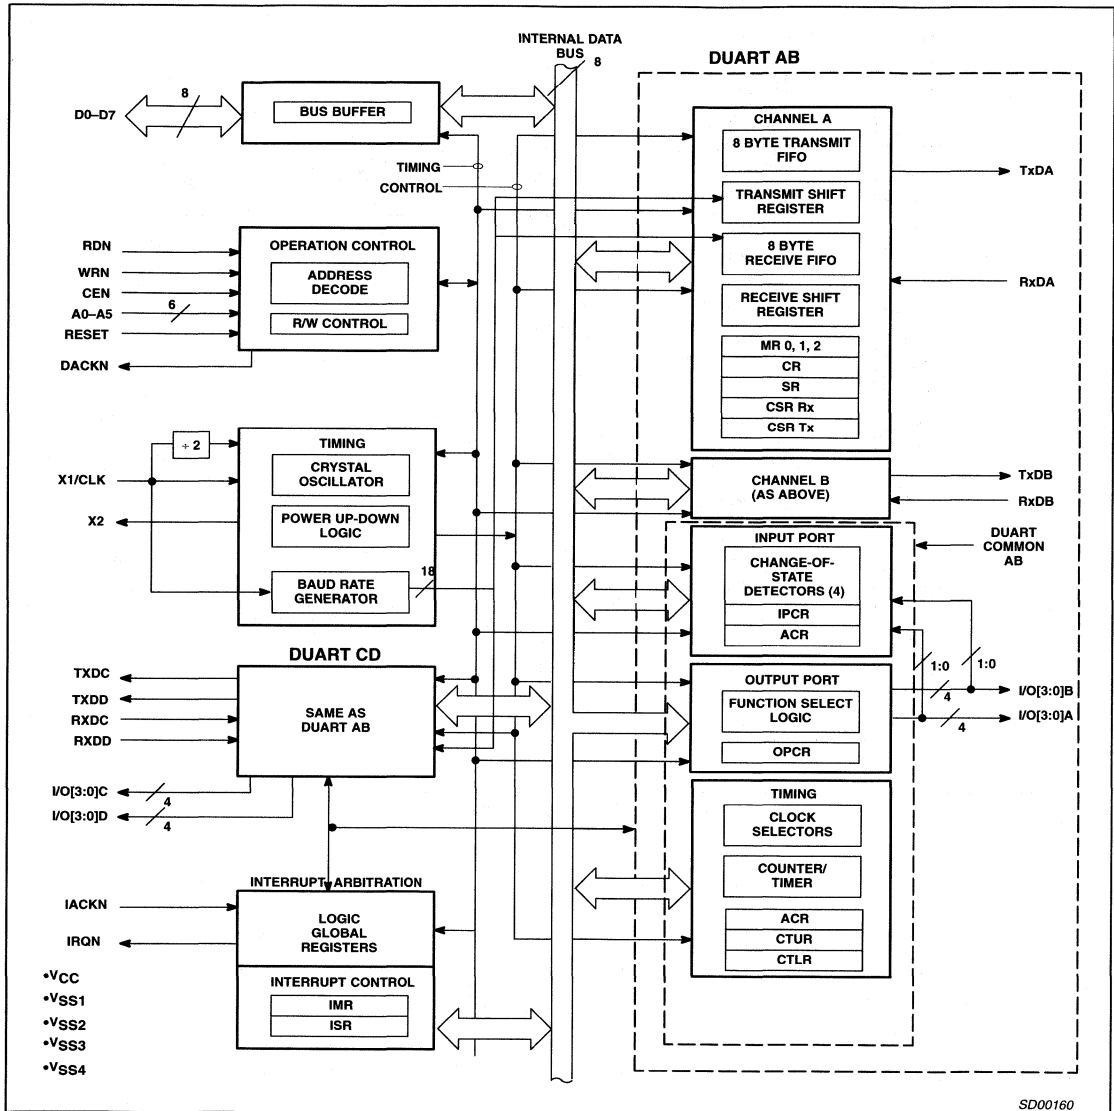 INTERNAL DATA
BUS
8
DUART AB
D0–D7
8
BUS BUFFER
TIMING
CONTROL
CHANNEL A
8 BYTE TRANSMIT
FIFO
TRANSMIT SHIFT
REGISTER
8 BYTE
RECEIVE FIFO
RECEIVE SHIFT
REGISTER
MR 0, 1, 2
CR
SR
CSR Rx
CSR Tx
TxDA
RxDA
RDN
WRN
CEN
A0–A5
6
RESET
DACKN
OPERATION CONTROL
ADDRESS
DECODE
R/W CONTROL
÷ 2
X1/CLK
X2
TIMING
CRYSTAL
OSCILLATOR
POWER UP-DOWN
LOGIC
BAUD RATE
GENERATOR
18
CHANNEL B
(AS ABOVE)
TxDB
RxDB
DUART
COMMON
AB
INPUT PORT
CHANGE-OF-
STATE
DETECTORS (4)
IPCR
ACR
1:0
1:0
DUART CD
TXDC
TXDD
RXDC
RXDD
SAME AS
DUART AB
I/O[3:0]C
4
I/O[3:0]D
4
OUTPUT PORT
FUNCTION SELECT
LOGIC
OPCR
4
I/O[3:0]B
I/O[3:0]A
4
TIMING
CLOCK
SELECTORS
COUNTER/
TIMER
ACR
CTUR
CTLR
INTERRUPT ARBITRATION
IACKN
IRQN
LOGIC
GLOBAL
REGISTERS
INTERRUPT CONTROL
IMR
ISR
•VCC
•VSS1
•VSS2
•VSS3
•VSS4
SD00160